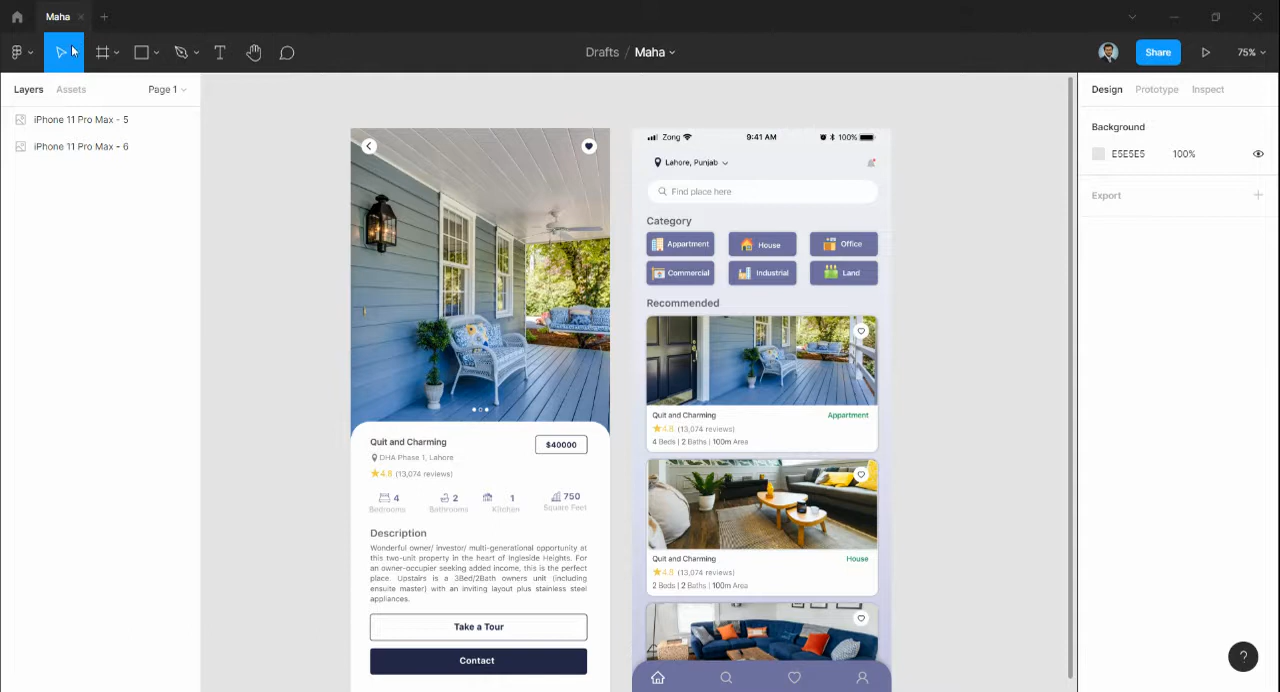 Maha
Drafts / Maha
Share
75%
Layers
Assets
Page 1
iPhone 11 Pro Max - 5
iPhone 11 Pro Max - 6
Quit and Charming
$40000
DHA Phase 1, Lahore
4.8 (13,074 reviews)
4
2
1
750
Bedrooms
Bathrooms
Kitchan
Square Feet
Description
Wonderful owner/ investor/ multi-generational opportunity at
this two-unit property in the heart of Ingleside Heights. For
an owner-occupier seeking added income, this is the perfect
place. Upstairs is a 3Bed/2Bath owners unit (including
ensuite master) with an inviting layout plus stainless steel
appliances.
Take a Tour
Contact
Zong
9:41 AM
100%
Lahore, Punjab
Find place here
Category
Appartment
House
Office
Commercial
Industrial
Land
Recommended
Quit and Charming
Appartment
4.8 (13,074 reviews)
4 Beds | 2 Baths | 100m Area
Quit and Charming
House
4.8 (13,074 reviews)
2 Beds | 2 Baths | 100m Area
Design
Prototype
Inspect
Background
E5E5E5
100%
Export
?